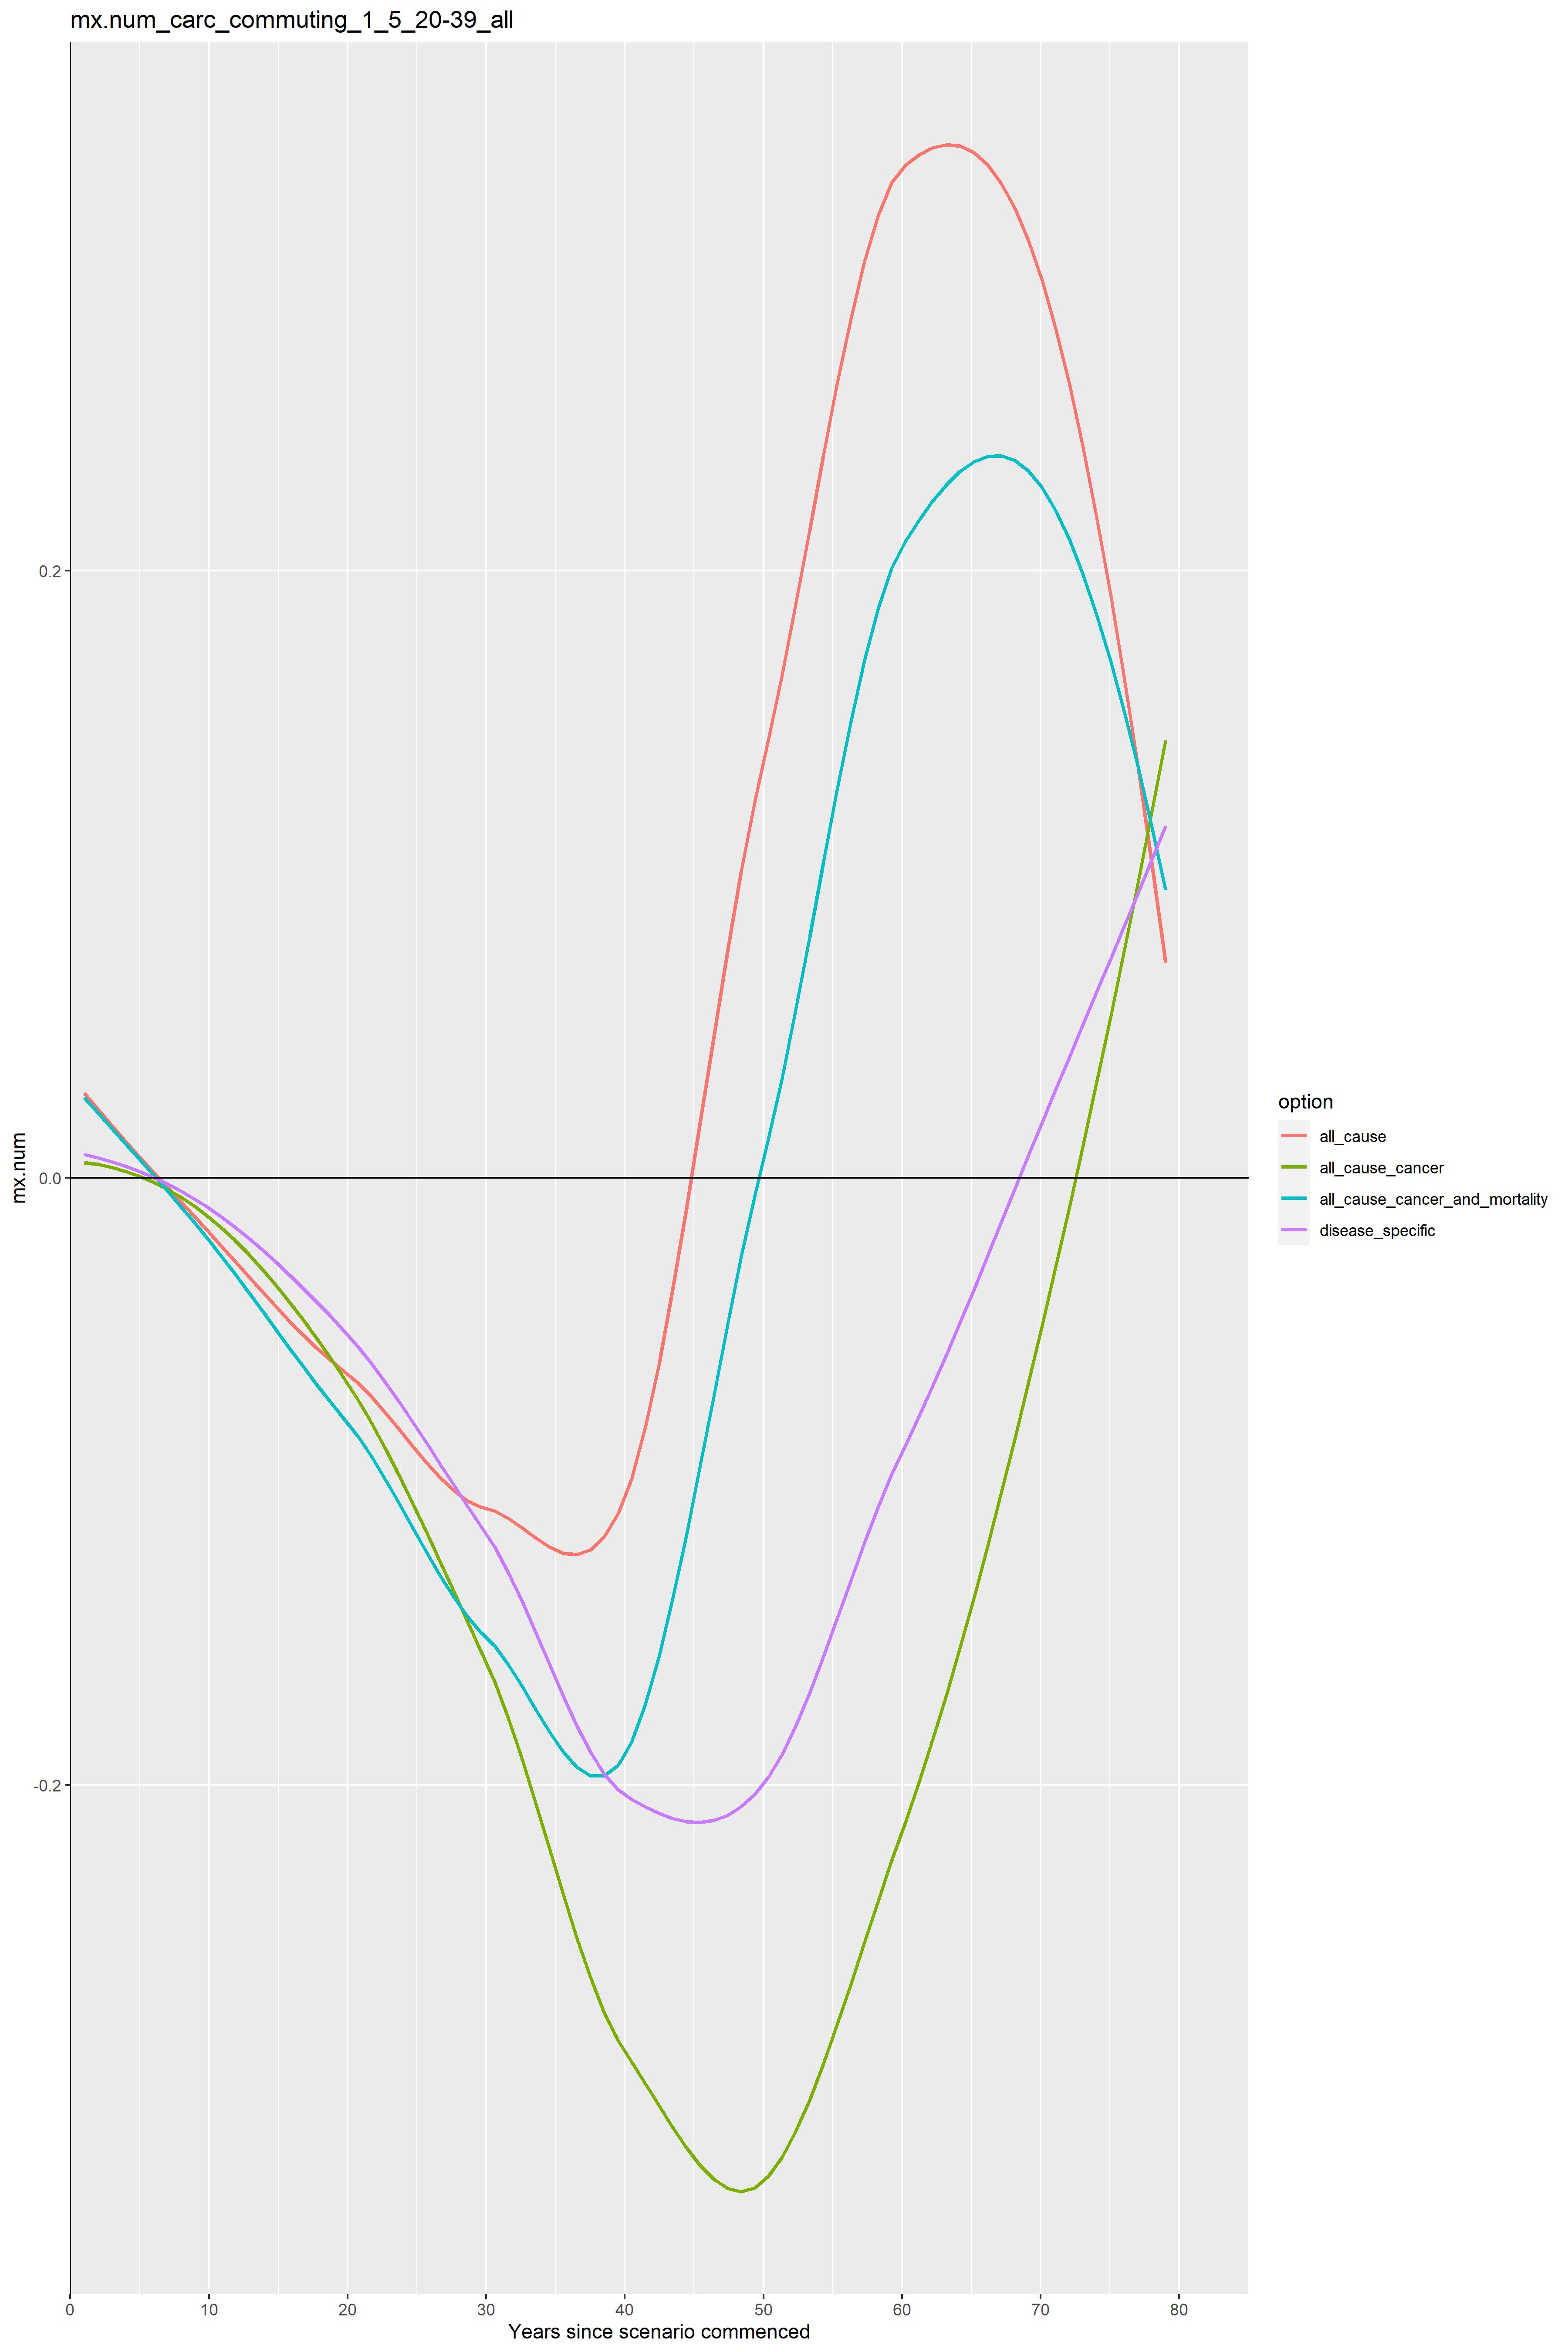 mx.num_carc_commuting_1_5_20-39_all
0.2
0.0
-0.2
mx.num
0 10 20 30 40 50 60 70 80
Years since scenario commenced
option
all_cause
all_cause_cancer
all_cause_cancer_and_mortality
disease_specific